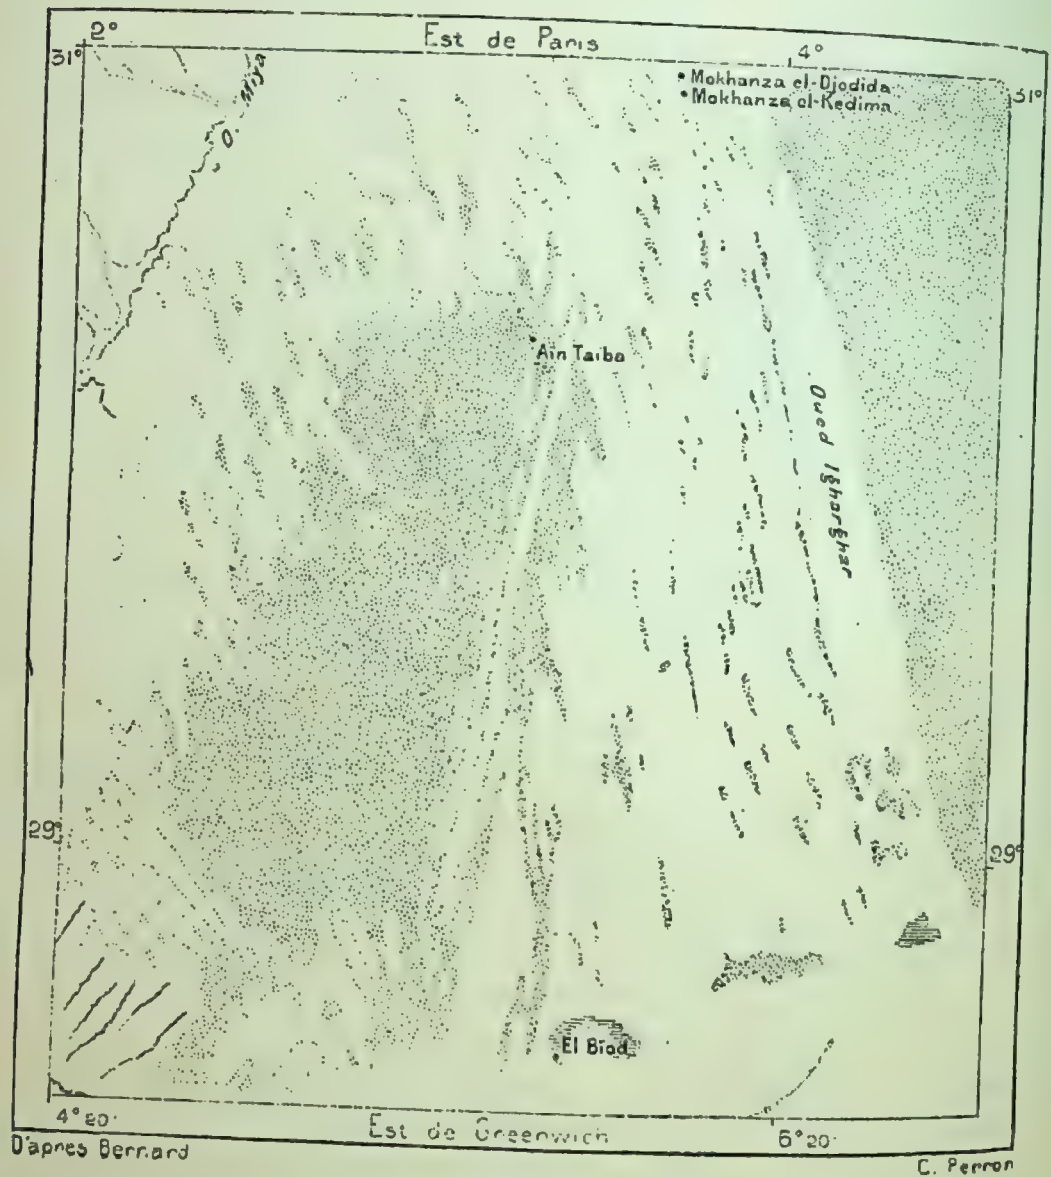 2° Est de Paris 4°
31° 31°
Mokhanza el-Djodida
Mokhanza el-Kedima
O. Miya
Aïn Taiba
Oued Igharghar
29° 29°
El Biod
4° 20' Est de Greenwich 6° 20'
D'après Bernard C. Perron